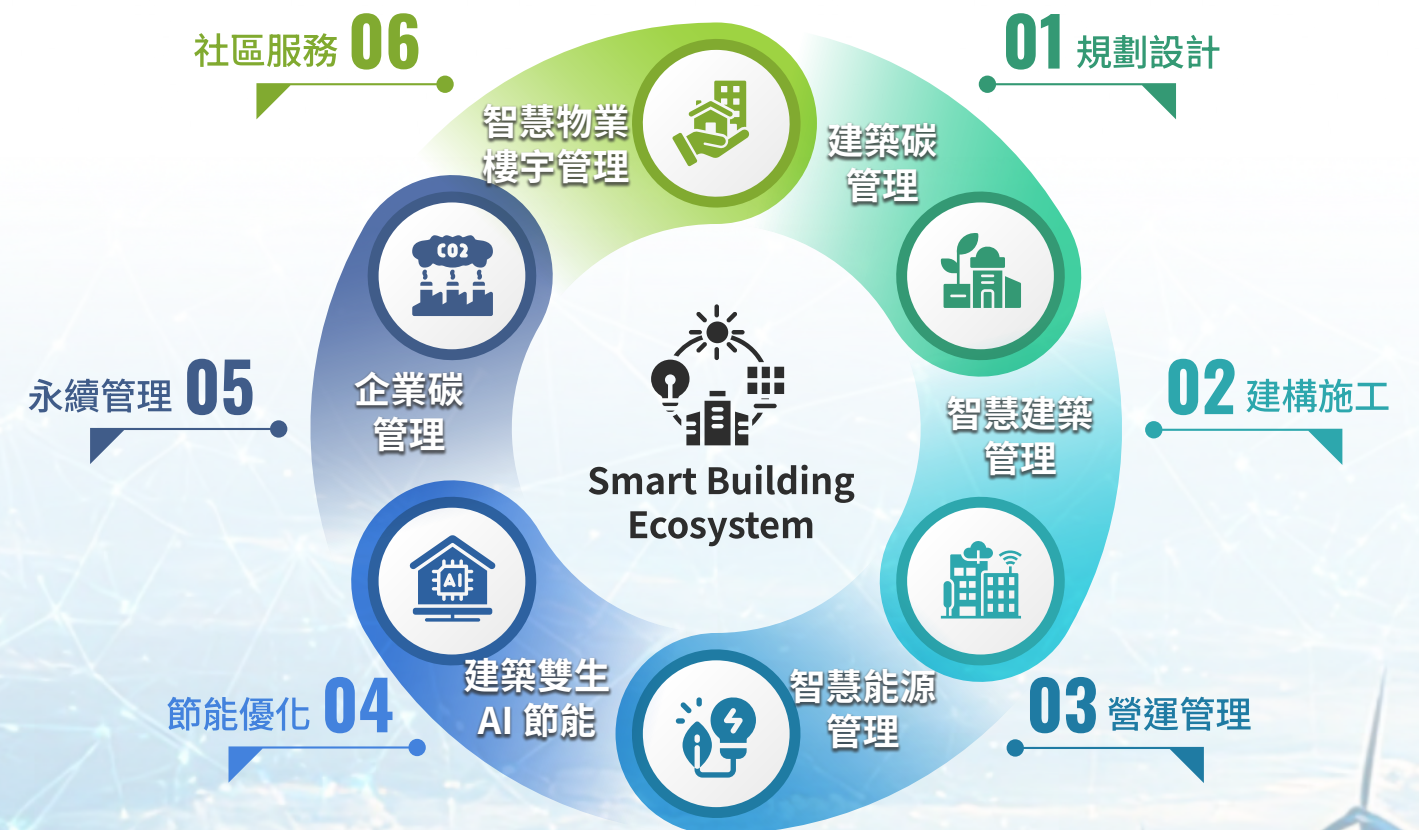 01 規劃設計
建築碳
管理
02 建構施工
智慧建築
管理
03 營運管理
智慧能源
管理
節能優化 04
建築雙生
AI 節能
AI
永續管理 05
企業碳
管理
CO2
社區服務 06
智慧物業
樓宇管理
Smart Building
Ecosystem